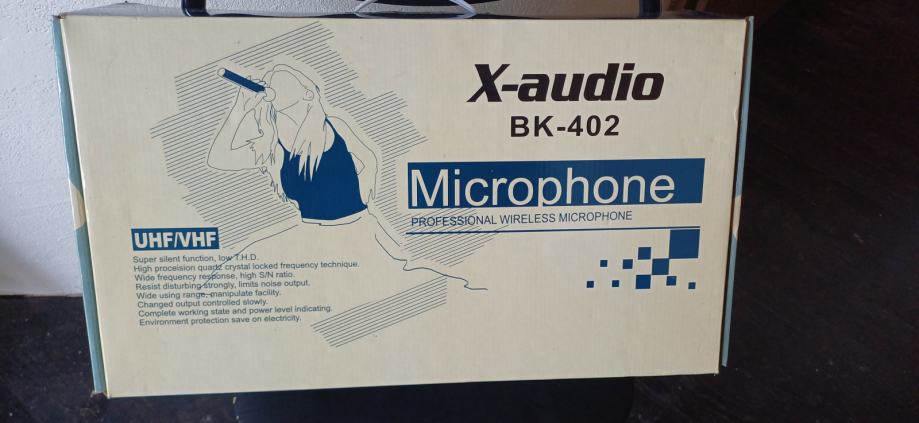 X-audio
BK-402
Microphone
PROFESSIONAL WIRELESS MICROPHONE
UHF/VHF
Super silent function, low T.H.D.
High proceision quartz crystal locked frequency technique.
Wide frequency response, high S/N ratio.
Resist disturbing strongly, limits noise output.
Wide using range, manipulate facility.
Changed output controlled slowly.
Complete working state and power level indicating.
Environment protection save on electricity.